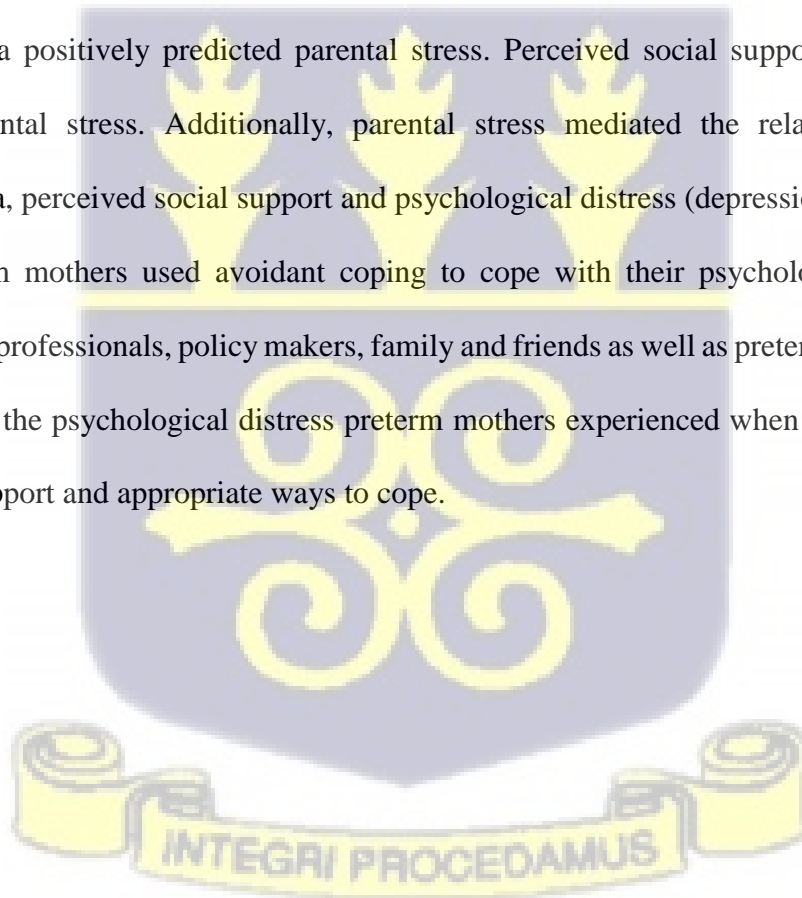 a positively predicted parental stress. Perceived social suppo
ntal stress. Additionally, parental stress mediated the rela
a, perceived social support and psychological distress (depressio
m mothers used avoidant coping to cope with their psycholo
professionals, policy makers, family and friends as well as preter
the psychological distress preterm mothers experienced when
pport and appropriate ways to cope.
INTEGRI PROCEDAMUS